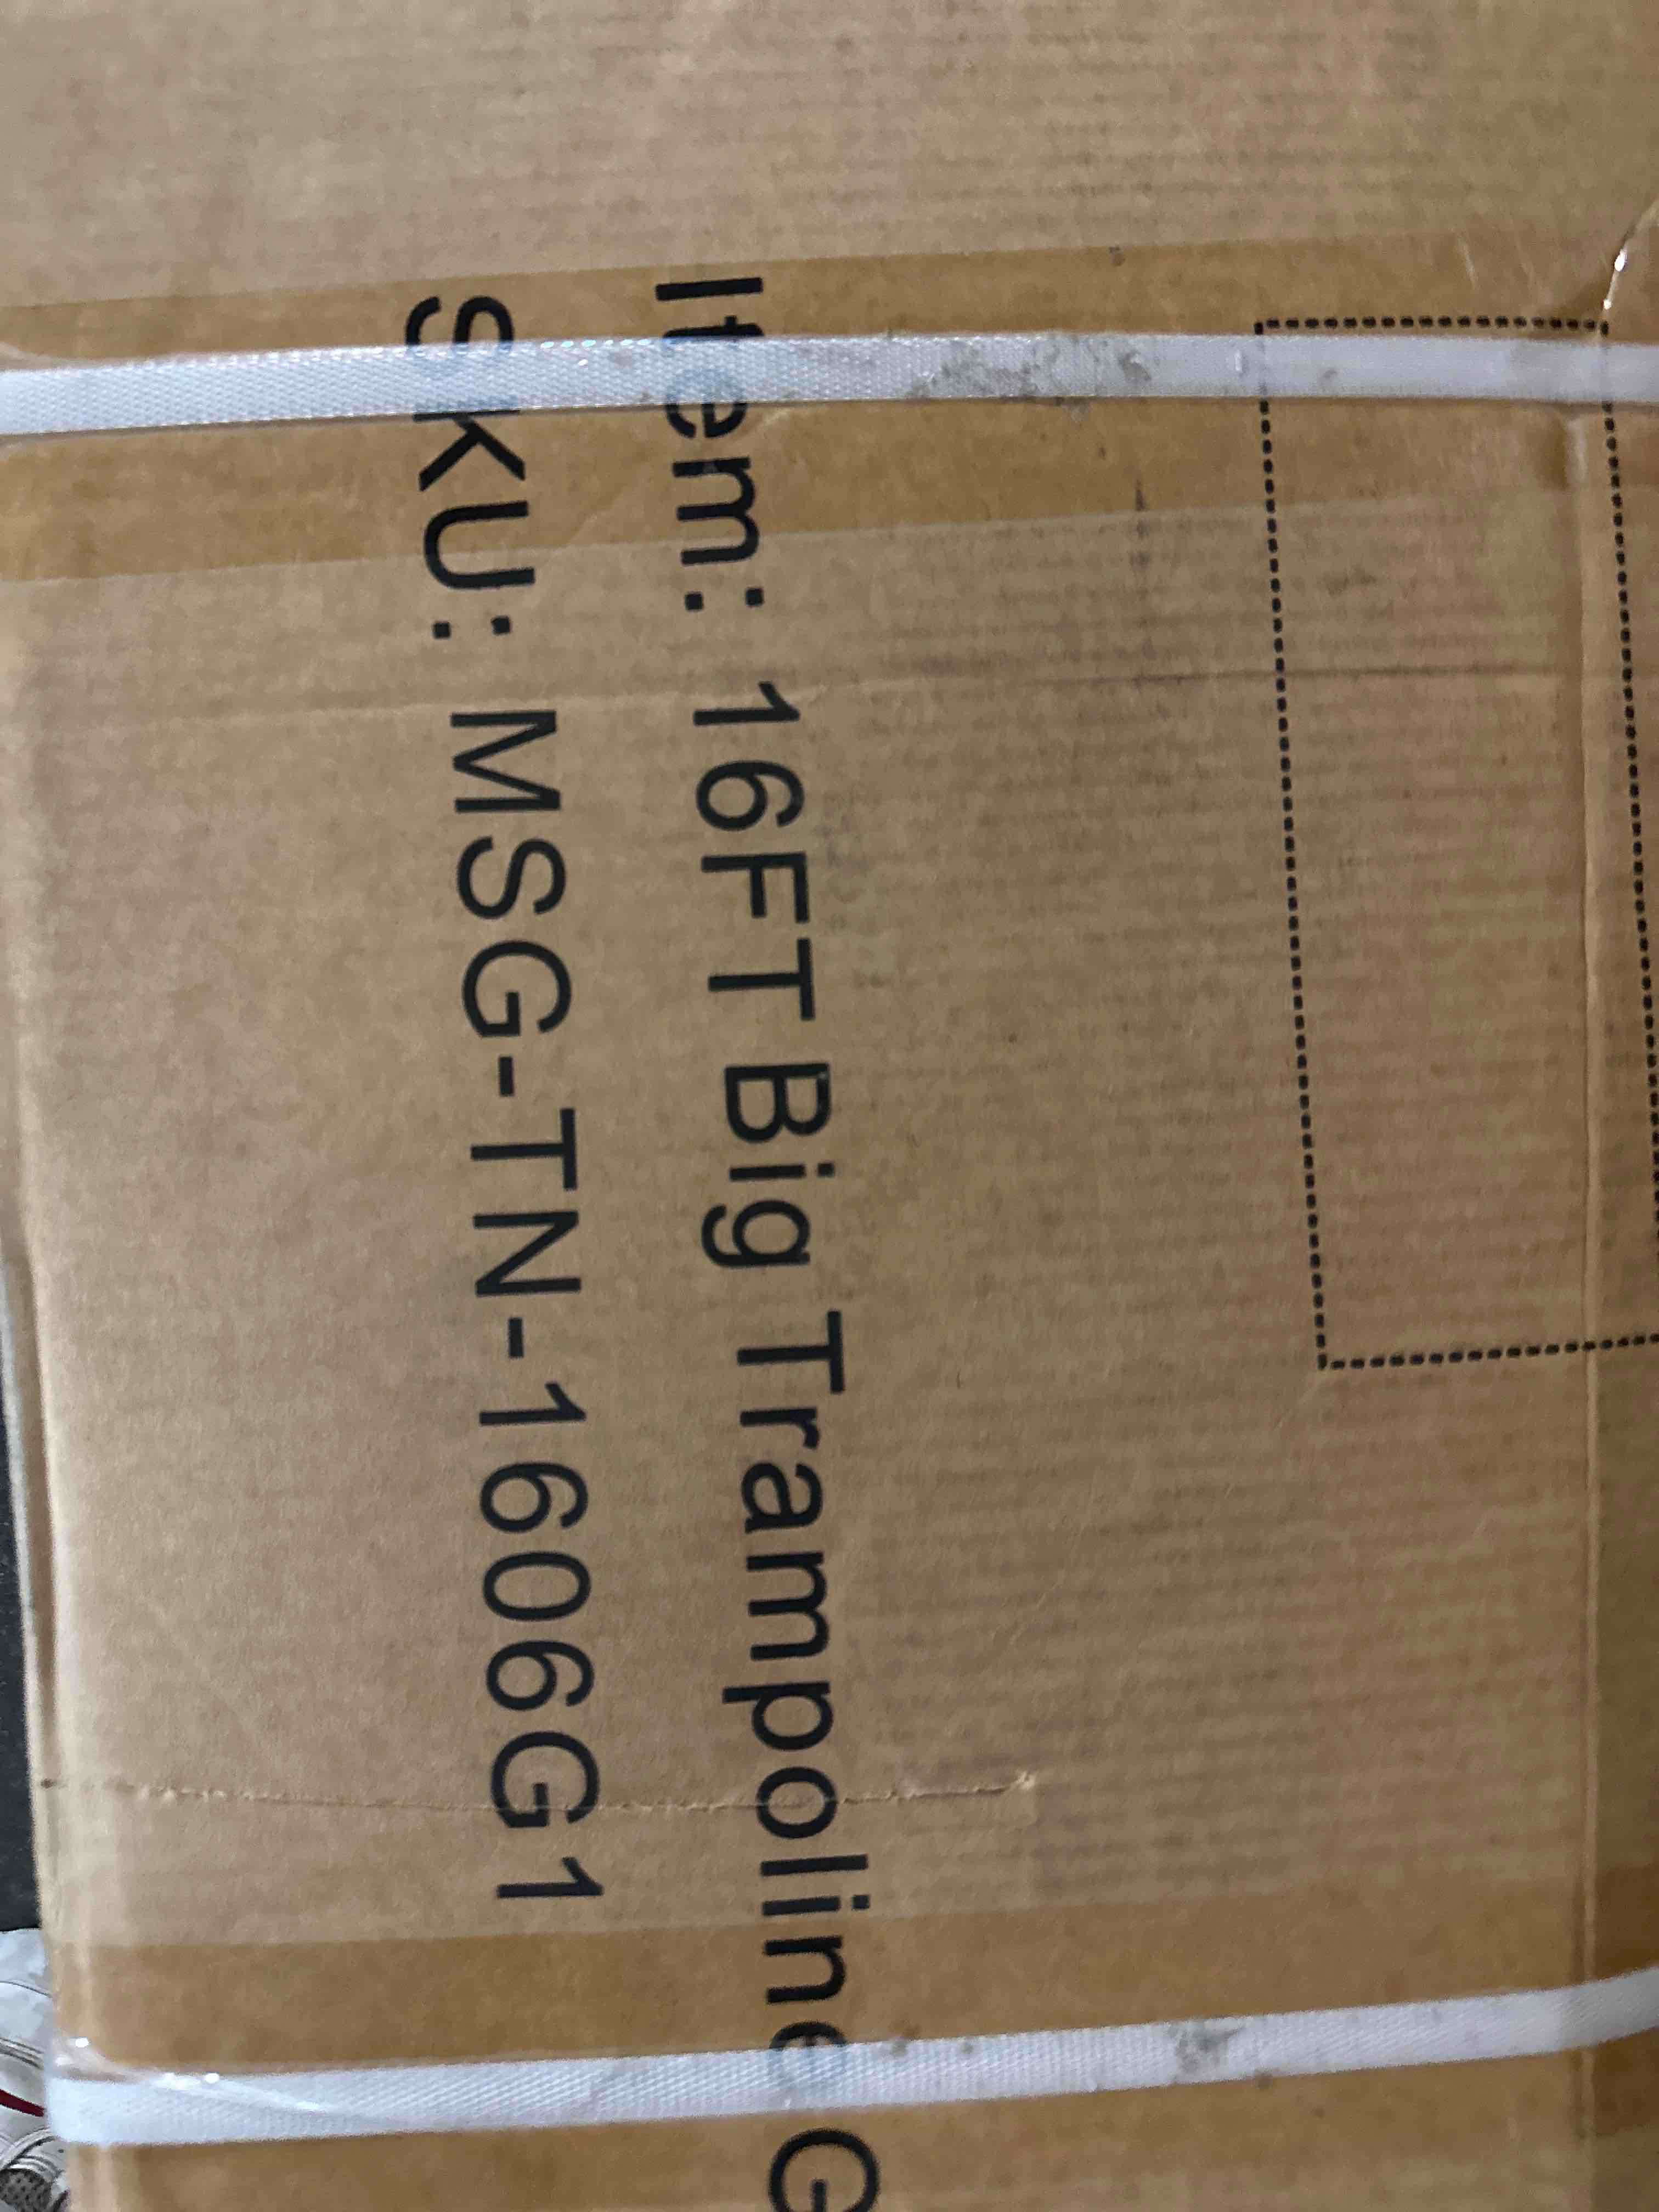 Item: 16FT Big Trampoline G
SKU: MSG-TN-1606G1